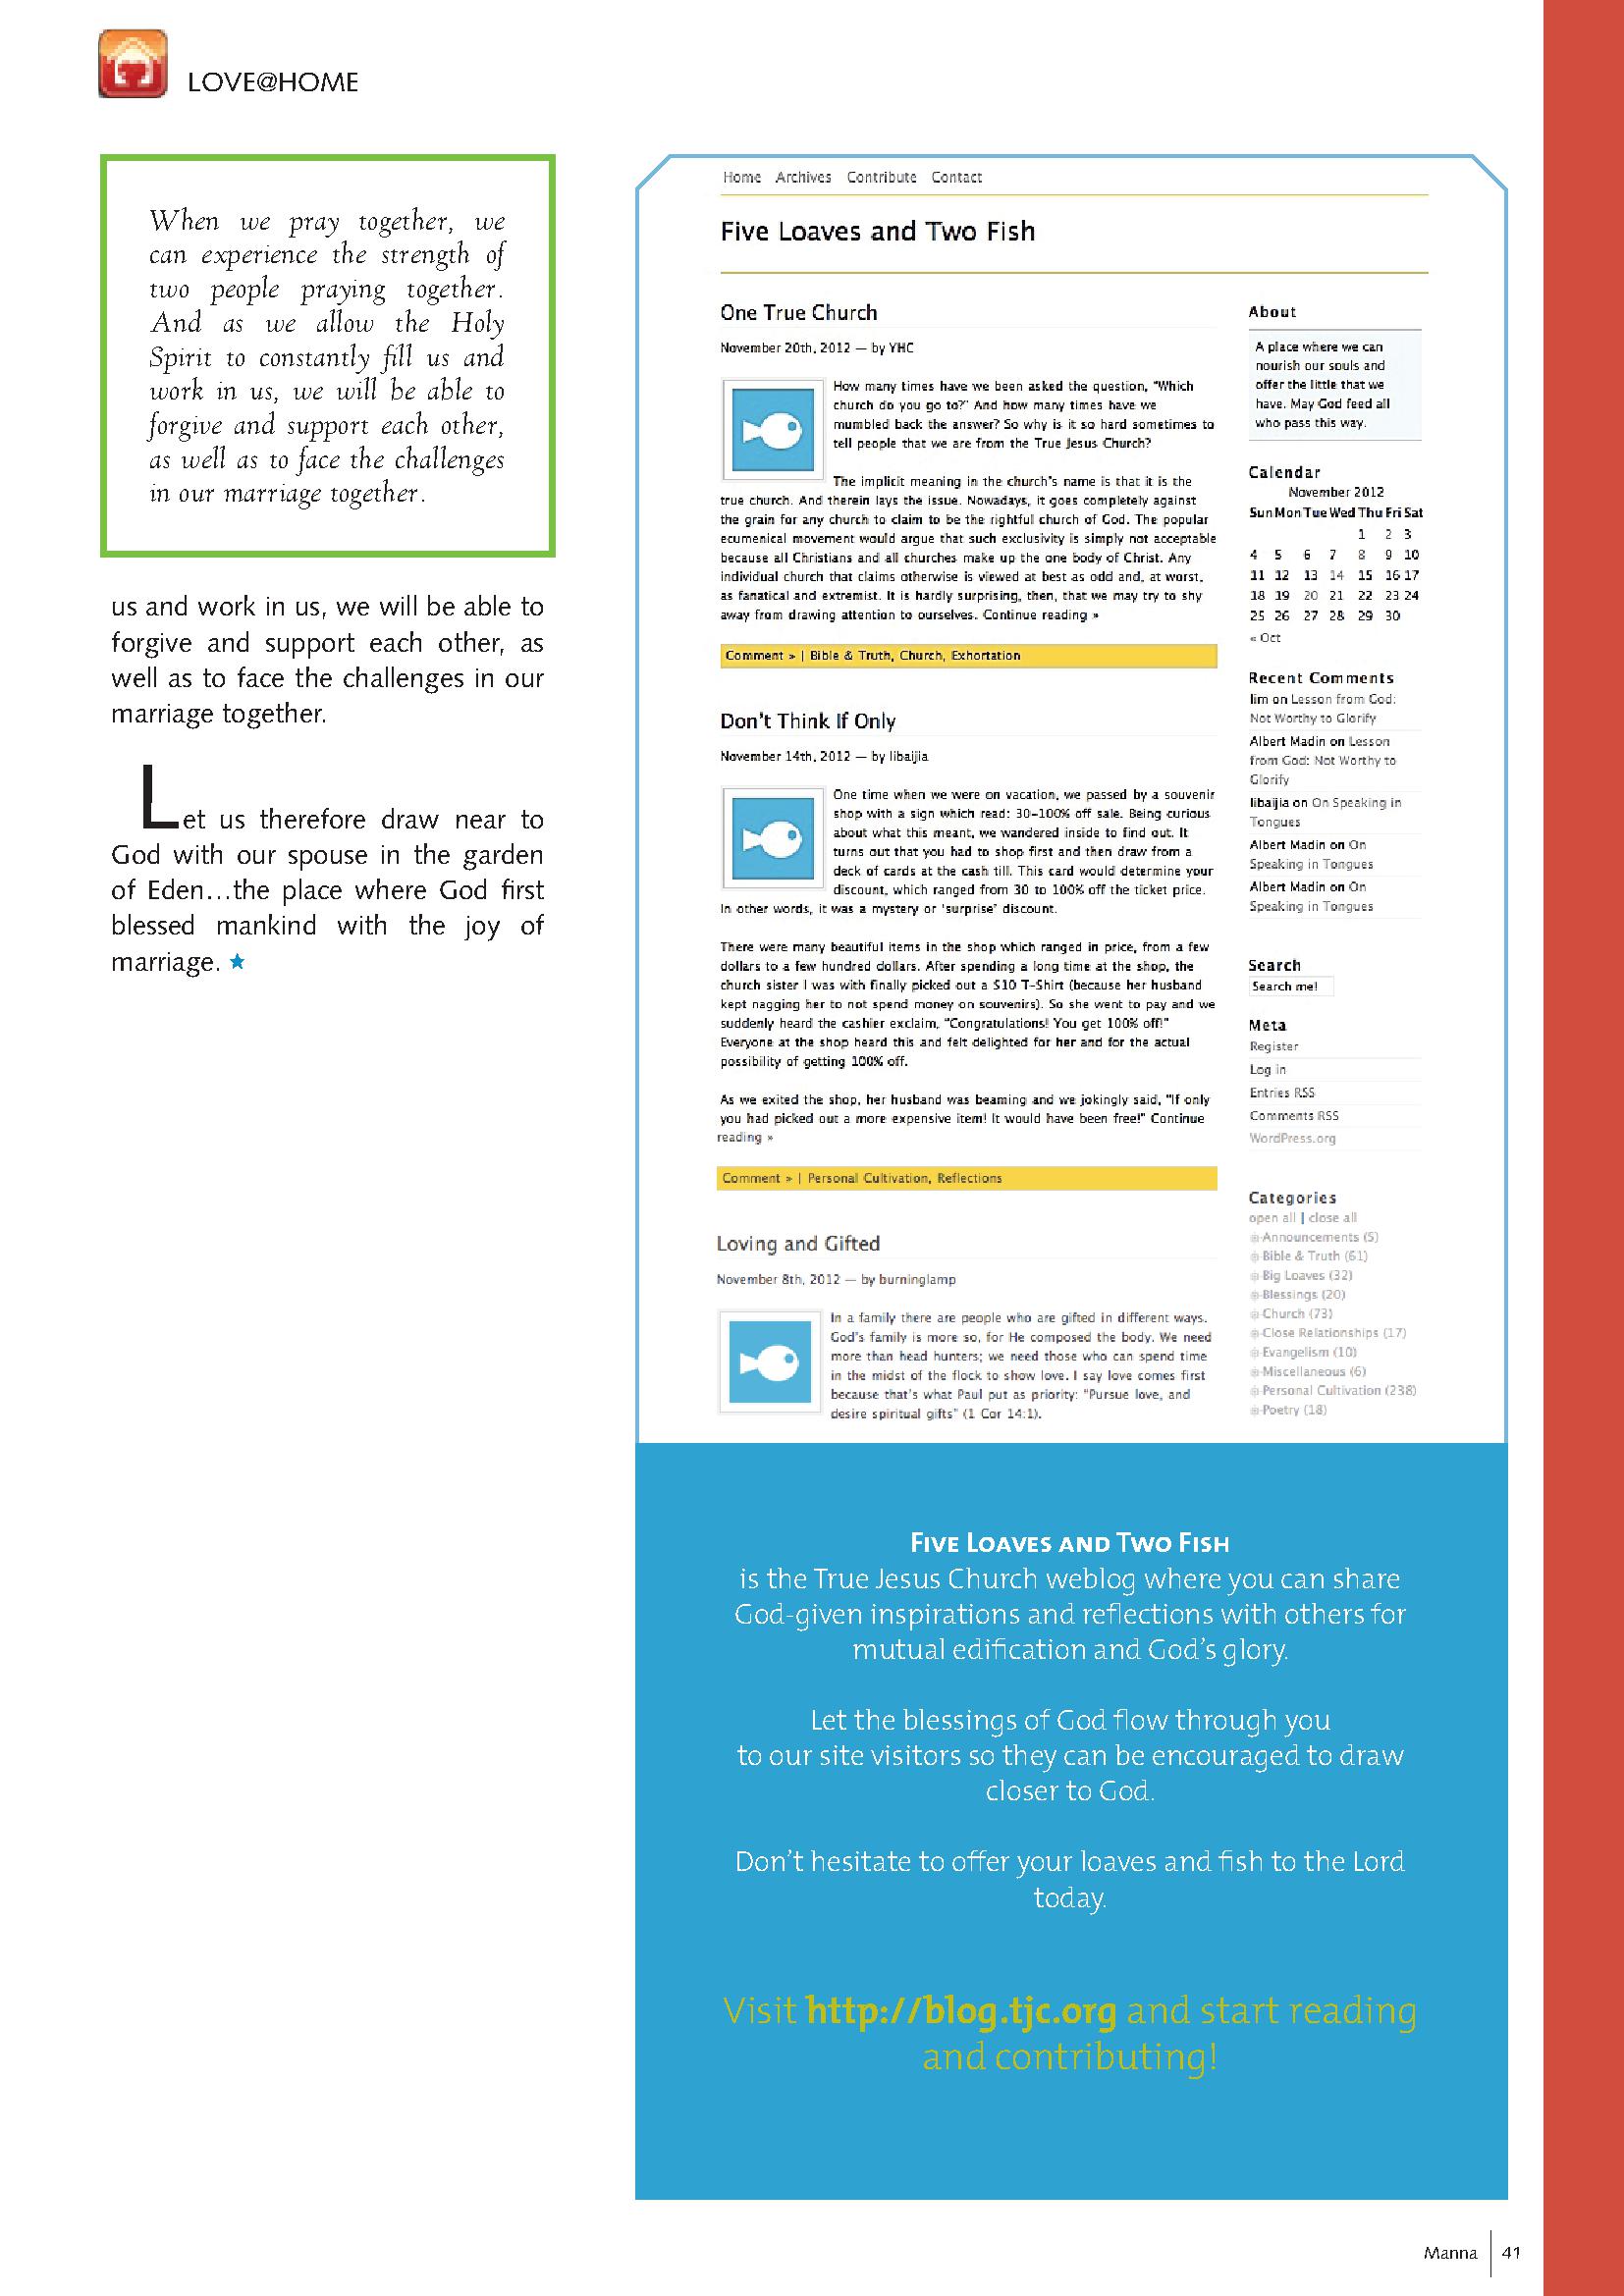 LOVE@HOME
When we pray together, we
can experience the strength of
two people praying together.
And as we allow the Holy
Spirit to constantly fill us and
work in us, we will be able to
forgive and support each other,
as well as to face the challenges
in our marriage together.
us and work in us, we will be able to
forgive and support each other, as
well as to face the challenges in our
marriage together.
Let us therefore draw near to
God with our spouse in the garden
of Eden...the place where God first
blessed mankind with the joy of
marriage.
Home Archives Contribute Contact
Five Loaves and Two Fish
One True Church
November 20th, 2012 — by YHC
How many times have we been asked the question, "Which
church do you go to?" And how many times have we
mumbled back the answer? So why is it so hard sometimes to
tell people that we are from the True Jesus Church?
The implicit meaning in the church's name is that it is the
true church. And therein lays the issue. Nowadays, it goes completely against
the grain for any church to claim to be the rightful church of God. The popular
ecumenical movement would argue that such exclusivity is simply not acceptable
because all Christians and all churches make up the one body of Christ. Any
individual church that claims otherwise is viewed at best as odd and, at worst,
as fanatical and extremist. It is hardly surprising, then, that we may try to shy
away from drawing attention to ourselves. Continue reading »
Comment » | Bible & Truth, Church, Exhortation
Don't Think If Only
November 14th, 2012 — by libaijia
One time when we were on vacation, we passed by a souvenir
shop with a sign which read: 30-100% off sale. Being curious
about what this meant, we wandered inside to find out. It
turns out that you had to shop first and then draw from a
deck of cards at the cash till. This card would determine your
discount, which ranged from 30 to 100% off the ticket price.
In other words, it was a mystery or 'surprise' discount.
There were many beautiful items in the shop which ranged in price, from a few
dollars to a few hundred dollars. After spending a long time at the shop, the
church sister I was with finally picked out a $10 T-Shirt (because her husband
kept nagging her to not spend money on souvenirs). So she went to pay and we
suddenly heard the cashier exclaim, "Congratulations! You get 100% off!"
Everyone at the shop heard this and felt delighted for her and for the actual
possibility of getting 100% off.
As we exited the shop, her husband was beaming and we jokingly said, "If only
you had picked out a more expensive item! It would have been free!" Continue
reading »
Comment » | Personal Cultivation, Reflections
Loving and Gifted
November 8th, 2012 — by burninglamp
In a family there are people who are gifted in different ways.
God's family is more so, for He composed the body. We need
more than head hunters; we need those who can spend time
in the midst of the flock to show love. I say love comes first
because that's what Paul put as priority: "Pursue love, and
desire spiritual gifts" (1 Cor 14:1).
About
A place where we can
nourish our souls and
offer the little that we
have. May God feed all
who pass this way.
Calendar
November 2012
Sun Mon Tue Wed Thu Fri Sat
1 2 3
4 5 6 7 8 9 10
11 12 13 14 15 16 17
18 19 20 21 22 23 24
25 26 27 28 29 30
« Oct
Recent Comments
lim on Lesson from God:
Not Worthy to Glorify
Albert Madin on Lesson
from God: Not Worthy to
Glorify
libaijia on On Speaking in
Tongues
Albert Madin on On
Speaking in Tongues
Albert Madin on On
Speaking in Tongues
Search
Search me!
Meta
Register
Log in
Entries RSS
Comments RSS
WordPress.org
Categories
open all | close all
Announcements (5)
Bible & Truth (61)
Big Loaves (32)
Blessings (20)
Church (73)
Close Relationships (17)
Evangelism (10)
Miscellaneous (6)
Personal Cultivation (238)
Poetry (18)
FIVE LOAVES AND TWO FISH
is the True Jesus Church weblog where you can share
God-given inspirations and reflections with others for
mutual edification and God's glory.
Let the blessings of God flow through you
to our site visitors so they can be encouraged to draw
closer to God.
Don't hesitate to offer your loaves and fish to the Lord
today.
Visit http://blog.tjc.org and start reading
and contributing!
Manna 41